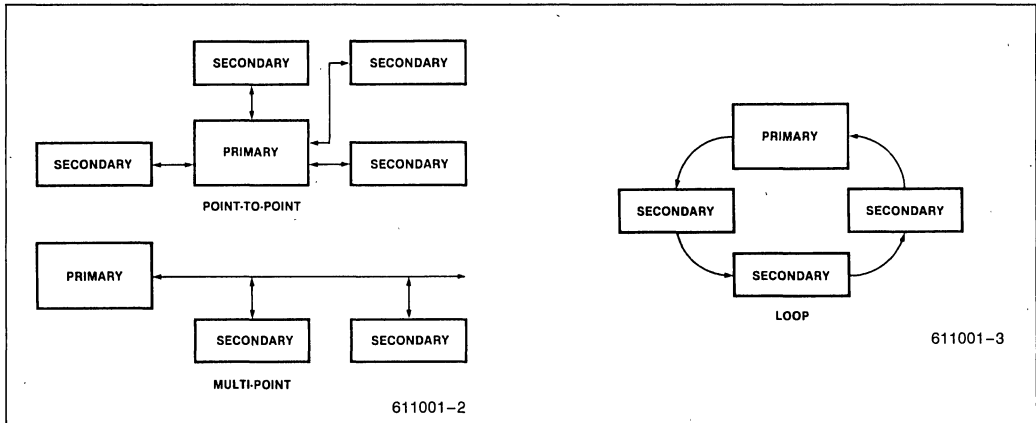 SECONDARY
SECONDARY
PRIMARY
SECONDARY
SECONDARY
POINT-TO-POINT
PRIMARY
SECONDARY
SECONDARY
MULTI-POINT
611001-2
PRIMARY
SECONDARY
SECONDARY
SECONDARY
LOOP
611001-3